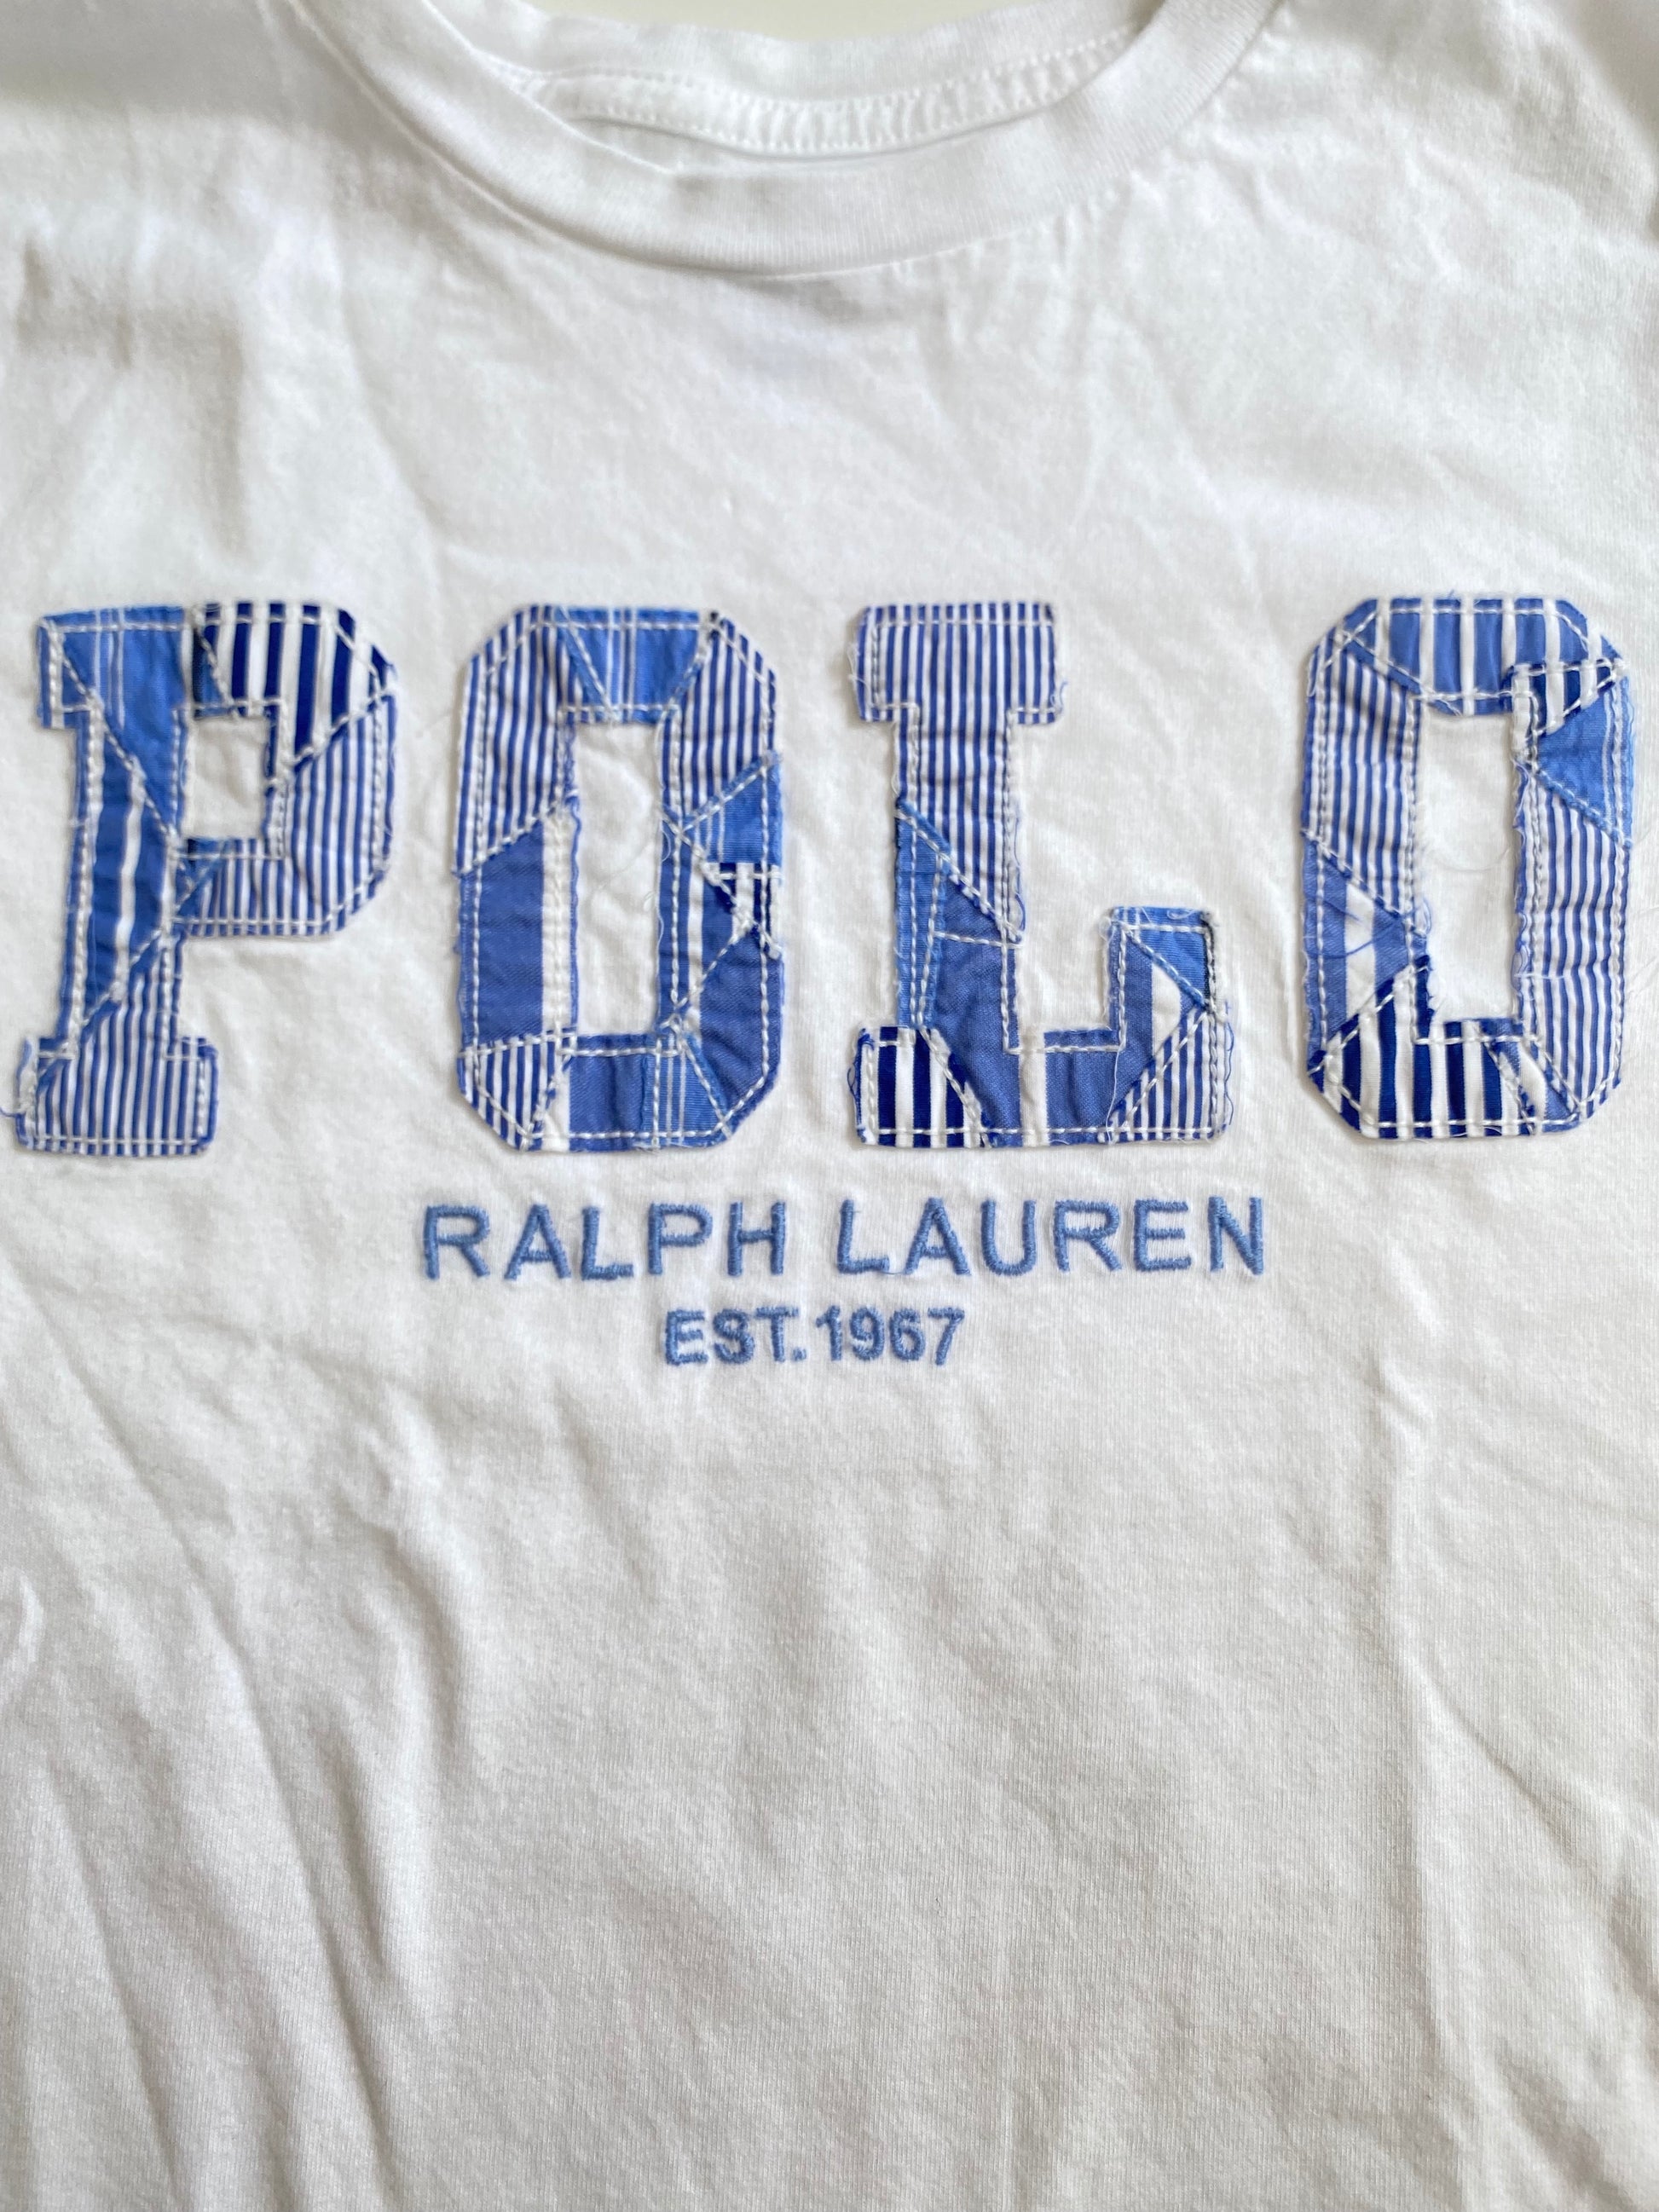 POLO
RALPH LAUREN
EST.1967